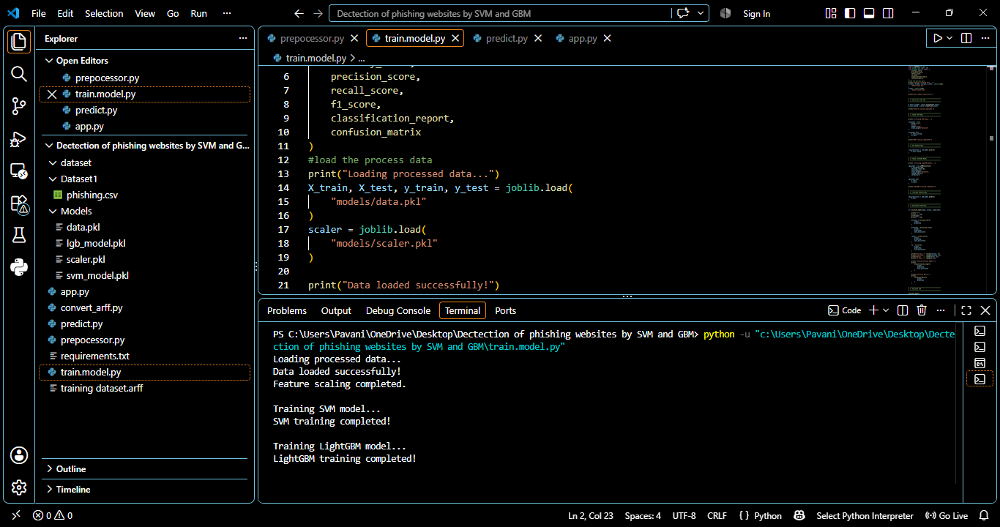 File Edit Selection View Go Run ···
Dectection of phishing websites by SVM and GBM
Sign In
Explorer
Open Editors
prepocessor.py
train.model.py
predict.py
app.py
Dectection of phishing websites by SVM and G...
dataset
Dataset1
phishing.csv
Models
data.pkl
lgb_model.pkl
scaler.pkl
svm_model.pkl
app.py
convert_arff.py
predict.py
prepocessor.py
requirements.txt
train.model.py
training dataset.arff
Outline
Timeline
prepocessor.py train.model.py predict.py app.py
train.model.py > ...
6 precision_score,
7 recall_score,
8 f1_score,
9 classification_report,
10 confusion_matrix
11 )
12 #load the process data
13 print("Loading processed data...")
14 X_train, X_test, y_train, y_test = joblib.load(
15 "models/data.pkl"
16 )
17 scaler = joblib.load(
18 "models/scaler.pkl"
19 )
20
21 print("Data loaded successfully!")
Problems Output Debug Console Terminal Ports
Code
PS C:\Users\Pavani\OneDrive\Desktop\Dectection of phishing websites by SVM and GBM> python -u "c:\Users\Pavani\OneDrive\Desktop\Decte
ction of phishing websites by SVM and GBM\train.model.py"
Loading processed data...
Data loaded successfully!
Feature scaling completed.
Training SVM model...
SVM training completed!
Training LightGBM model...
LightGBM training completed!
0 0
Ln 2, Col 23 Spaces: 4 UTF-8 CRLF { } Python Select Python Interpreter Go Live